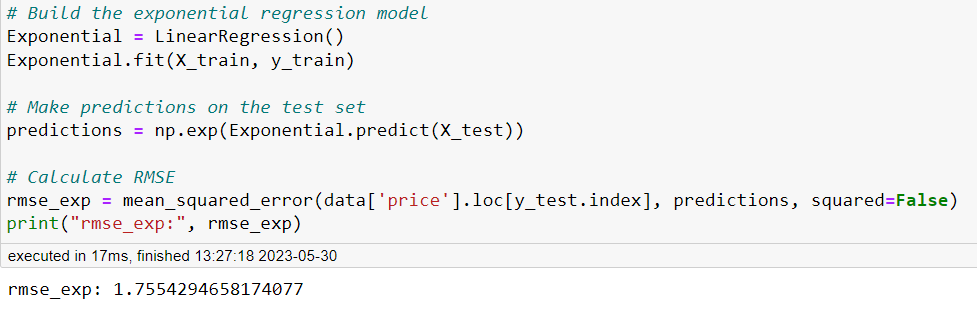 # Build the exponential regression model
Exponential = LinearRegression()
Exponential.fit(X_train, y_train)
# Make predictions on the test set
predictions = np.exp(Exponential.predict(X_test))
# Calculate RMSE
rmse_exp = mean_squared_error(data['price'].loc[y_test.index], predictions, squared=False)
print("rmse_exp:", rmse_exp)
executed in 17ms, finished 13:27:18 2023-05-30
rmse_exp: 1.7554294658174077